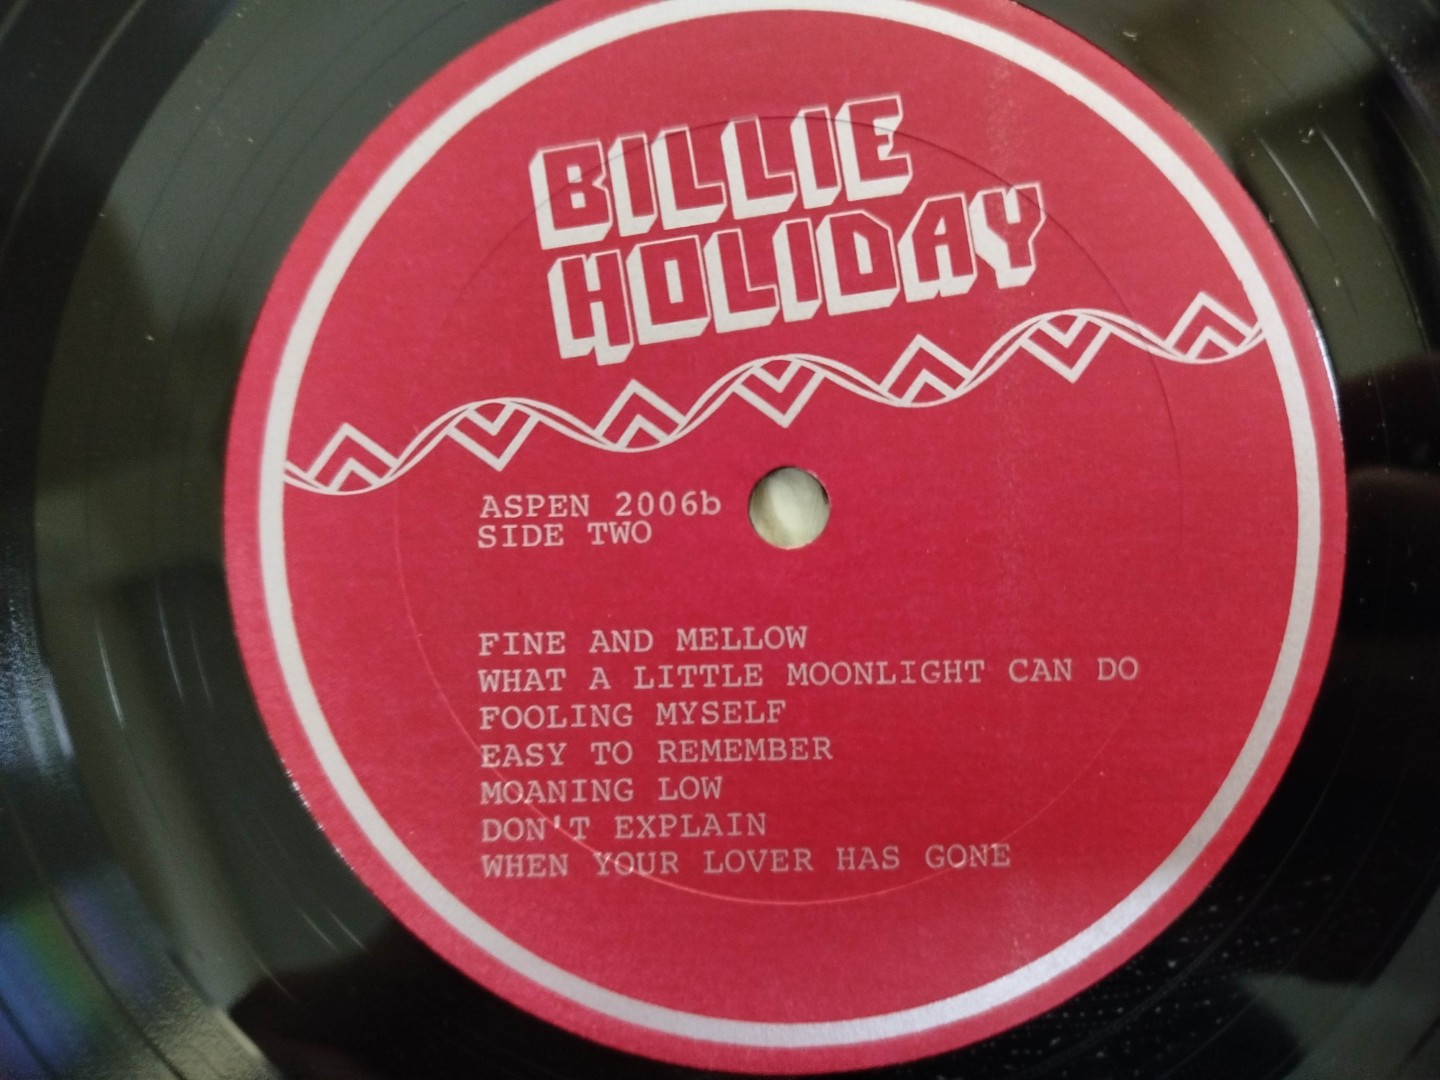 BILLIE
HOLIDAY
ASPEN 2006b
SIDE TWO
FINE AND MELLOW
WHAT A LITTLE MOONLIGHT CAN DO
FOOLING MYSELF
EASY TO REMEMBER
MOANING LOW
DON'T EXPLAIN
WHEN YOUR LOVER HAS GONE